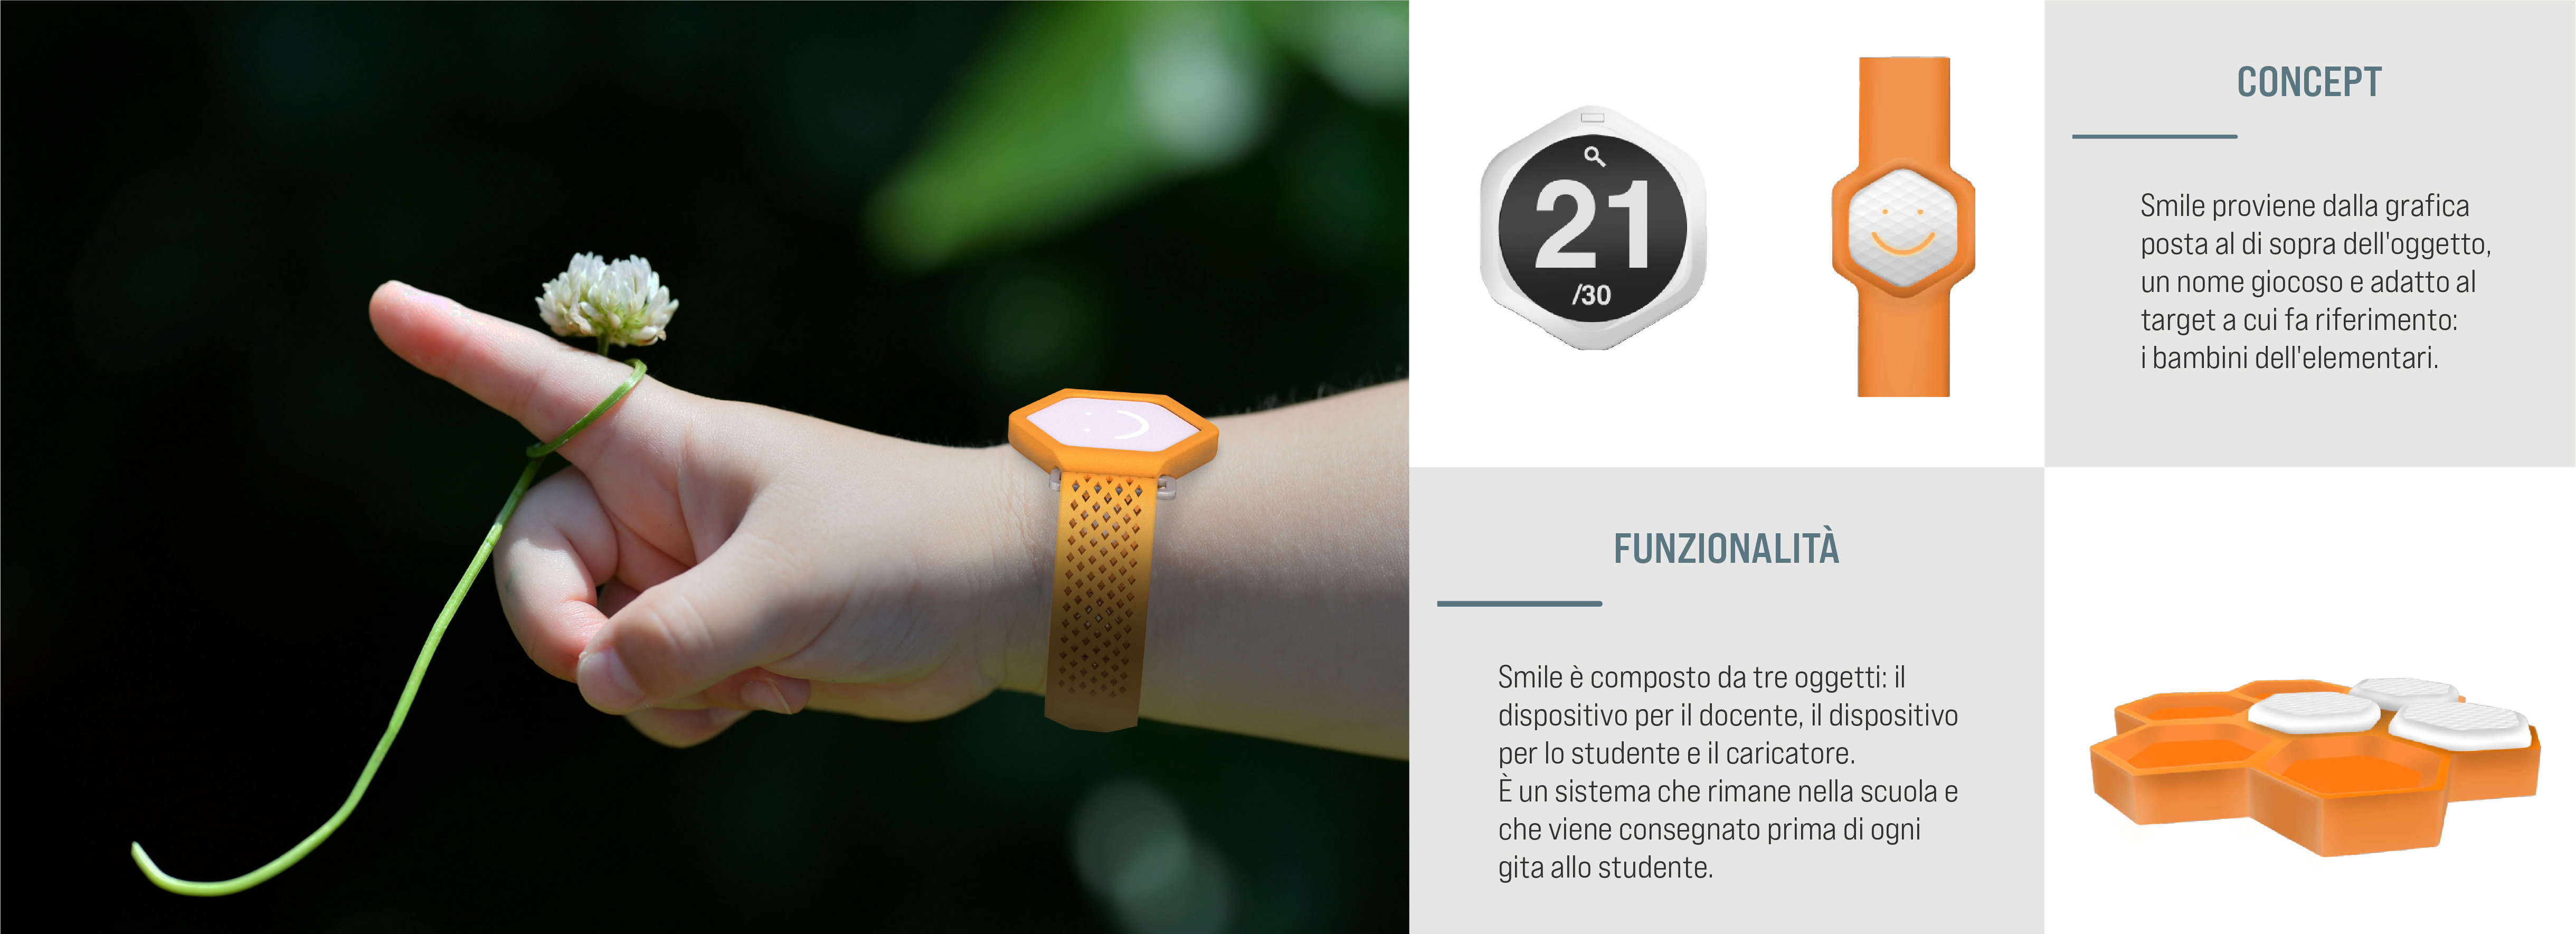 21
/30
CONCEPT
Smile proviene dalla grafica
posta al di sopra dell'oggetto,
un nome giocoso e adatto al
target a cui fa riferimento:
i bambini dell'elementari.
FUNZIONALITÀ
Smile è composto da tre oggetti: il
dispositivo per il docente, il dispositivo
per lo studente e il caricatore.
È un sistema che rimane nella scuola e
che viene consegnato prima di ogni
gita allo studente.